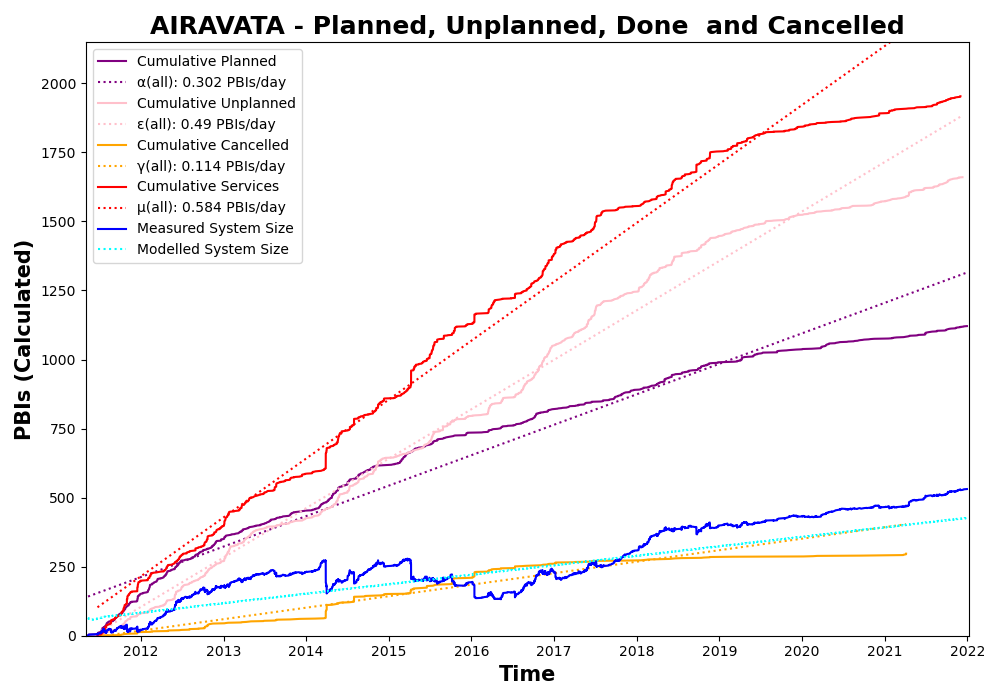 AIRAVATA - Planned, Unplanned, Done  and Cancelled
Cumulative Planned
α(all): 0.302 PBIs/day
Cumulative Unplanned
ε(all): 0.49 PBIs/day
Cumulative Cancelled
γ(all): 0.114 PBIs/day
Cumulative Services
μ(all): 0.584 PBIs/day
Measured System Size
Modelled System Size
PBIs (Calculated)
2000
1750
1500
1250
1000
750
500
250
0
2012 2013 2014 2015 2016 2017 2018 2019 2020 2021 2022
Time